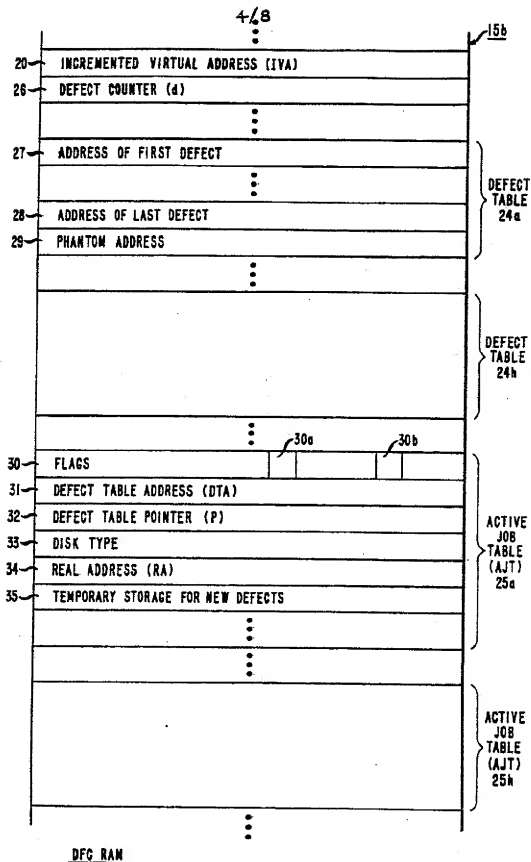 4/8
15b
20 INCREMENTED VIRTUAL ADDRESS (IVA)
26 DEFECT COUNTER (d)
27 ADDRESS OF FIRST DEFECT
28 ADDRESS OF LAST DEFECT
29 PHANTOM ADDRESS
DEFECT
TABLE
24a
DEFECT
TABLE
24h
30a 30b
30 FLAGS
31 DEFECT TABLE ADDRESS (DTA)
32 DEFECT TABLE POINTER (P)
33 DISK TYPE
34 REAL ADDRESS (RA)
35 TEMPORARY STORAGE FOR NEW DEFECTS
ACTIVE
JOB
TABLE
(AJT)
25a
ACTIVE
JOB
TABLE
(AJT)
25h
DFC RAM